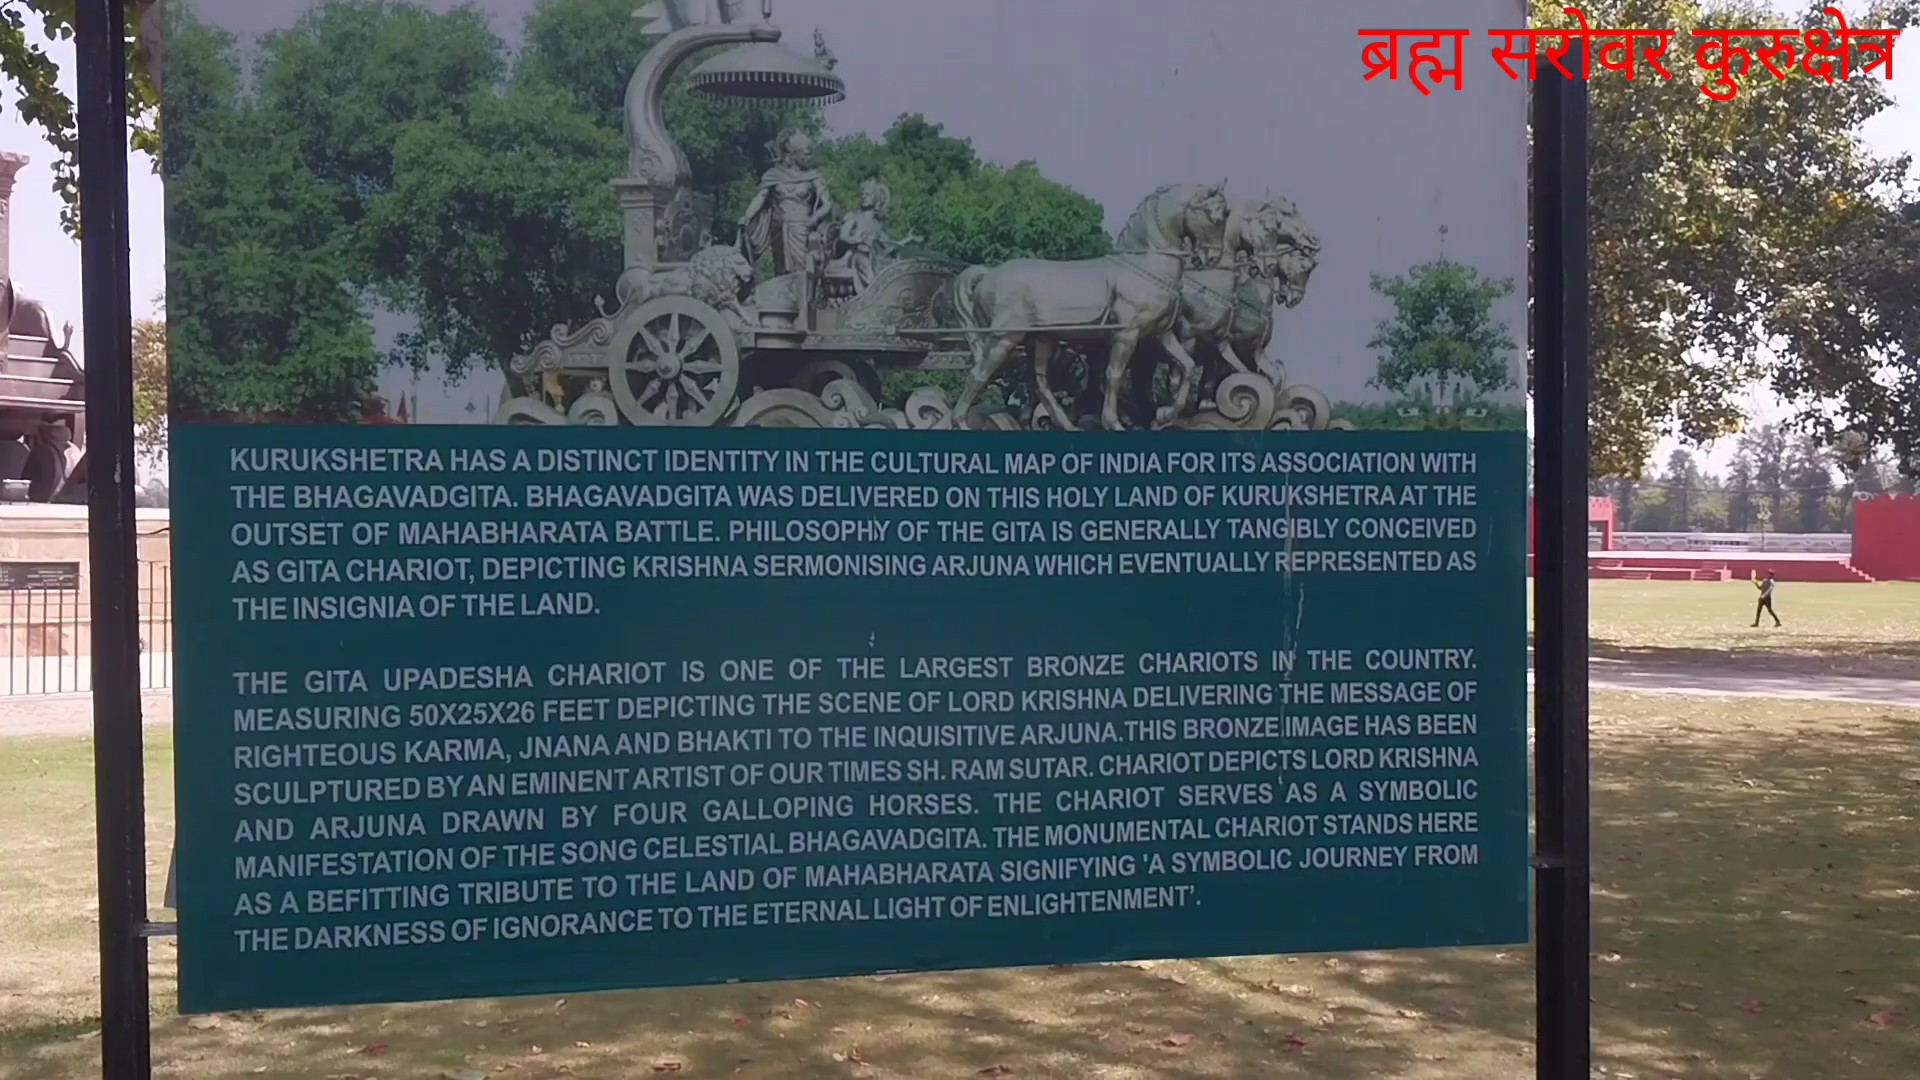 ब्रह्म सरोवर कुरुक्षेत्र
KURUKSHETRA HAS A DISTINCT IDENTITY IN THE CULTURAL MAP OF INDIA FOR ITS ASSOCIATION WITH
THE BHAGAVADGITA. BHAGAVADGITA WAS DELIVERED ON THIS HOLY LAND OF KURUKSHETRA AT THE
OUTSET OF MAHABHARATA BATTLE. PHILOSOPHY OF THE GITA IS GENERALLY TANGIBLY CONCEIVED
AS GITA CHARIOT, DEPICTING KRISHNA SERMONISING ARJUNA WHICH EVENTUALLY REPRESENTED AS
THE INSIGNIA OF THE LAND.
THE GITA UPADESHA CHARIOT IS ONE OF THE LARGEST BRONZE CHARIOTS IN THE COUNTRY.
MEASURING 50X25X26 FEET DEPICTING THE SCENE OF LORD KRISHNA DELIVERING THE MESSAGE OF
RIGHTEOUS KARMA, JNANA AND BHAKTI TO THE INQUISITIVE ARJUNA.THIS BRONZE IMAGE HAS BEEN
SCULPTURED BY AN EMINENT ARTIST OF OUR TIMES SH. RAM SUTAR. CHARIOT DEPICTS LORD KRISHNA
AND ARJUNA DRAWN BY FOUR GALLOPING HORSES. THE CHARIOT SERVES AS A SYMBOLIC
MANIFESTATION OF THE SONG CELESTIAL BHAGAVADGITA. THE MONUMENTAL CHARIOT STANDS HERE
AS A BEFITTING TRIBUTE TO THE LAND OF MAHABHARATA SIGNIFYING 'A SYMBOLIC JOURNEY FROM
THE DARKNESS OF IGNORANCE TO THE ETERNAL LIGHT OF ENLIGHTENMENT'.